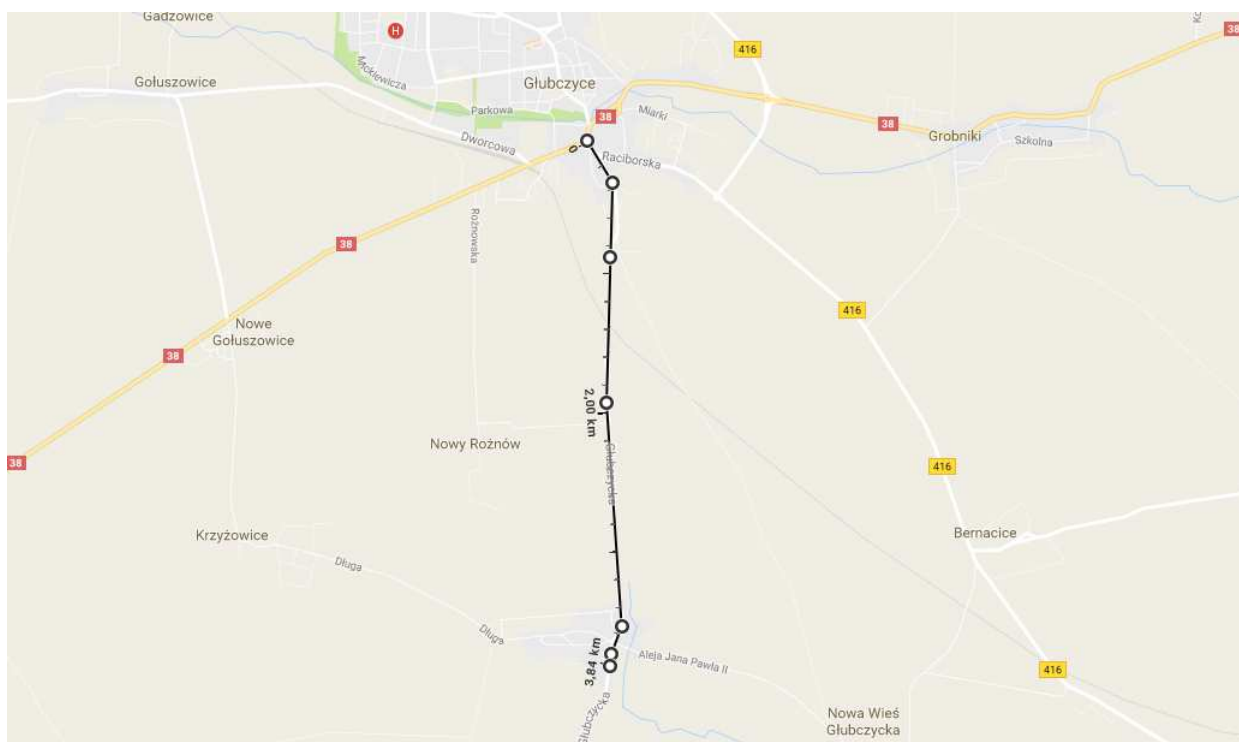 Gadzowice
H
416
Ko
38
Mickiewicza
Gołuszowice
Głubczyce
Parkowa
38
Miarki
38
Dworcowa
0
Raciborska
Grobniki
Szkolna
Rożnowska
38
416
Nowe
Gołuszowice
38
2,00 km
Nowy Rożnów
Głubczycka
38
416
Krzyżowice
Bernacice
Długa
Długa
3,84 km
Aleja Jana Pawła II
416
Głubczycka
Nowa Wieś
Głubczycka